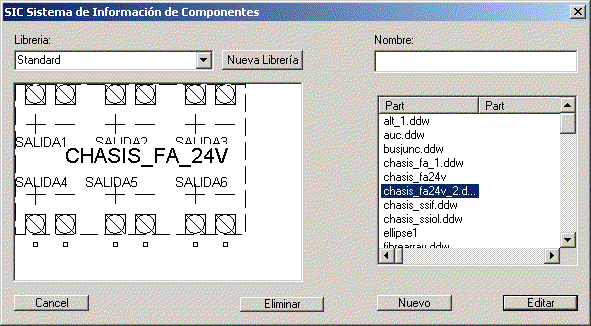 SIC Sistema de Información de Componentes
Libreria:
Nombre:
Standard
Nueva Librería
SALIDA1 SALIDA2 SALIDA3
CHASIS_FA_24V
SALIDA4 SALIDA5 SALIDA6
Part Part
alt_1.ddw
auc.ddw
busjunc.ddw
chasis_fa_1.ddw
chasis_fa24v
chasis_fa24v_2.d...
chasis_ssif.ddw
chasis_ssiol.ddw
ellipse1
fibrearray.ddw
Cancel
Eliminar
Nuevo
Editar